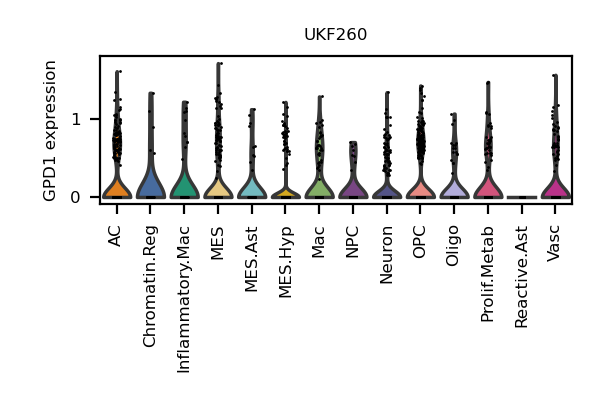 UKF260
GPD1 expression
1
0
AC
Chromatin.Reg
Inflammatory.Mac
MES
MES.Ast
MES.Hyp
Mac
NPC
Neuron
OPC
Oligo
Prolif.Metab
Reactive.Ast
Vasc